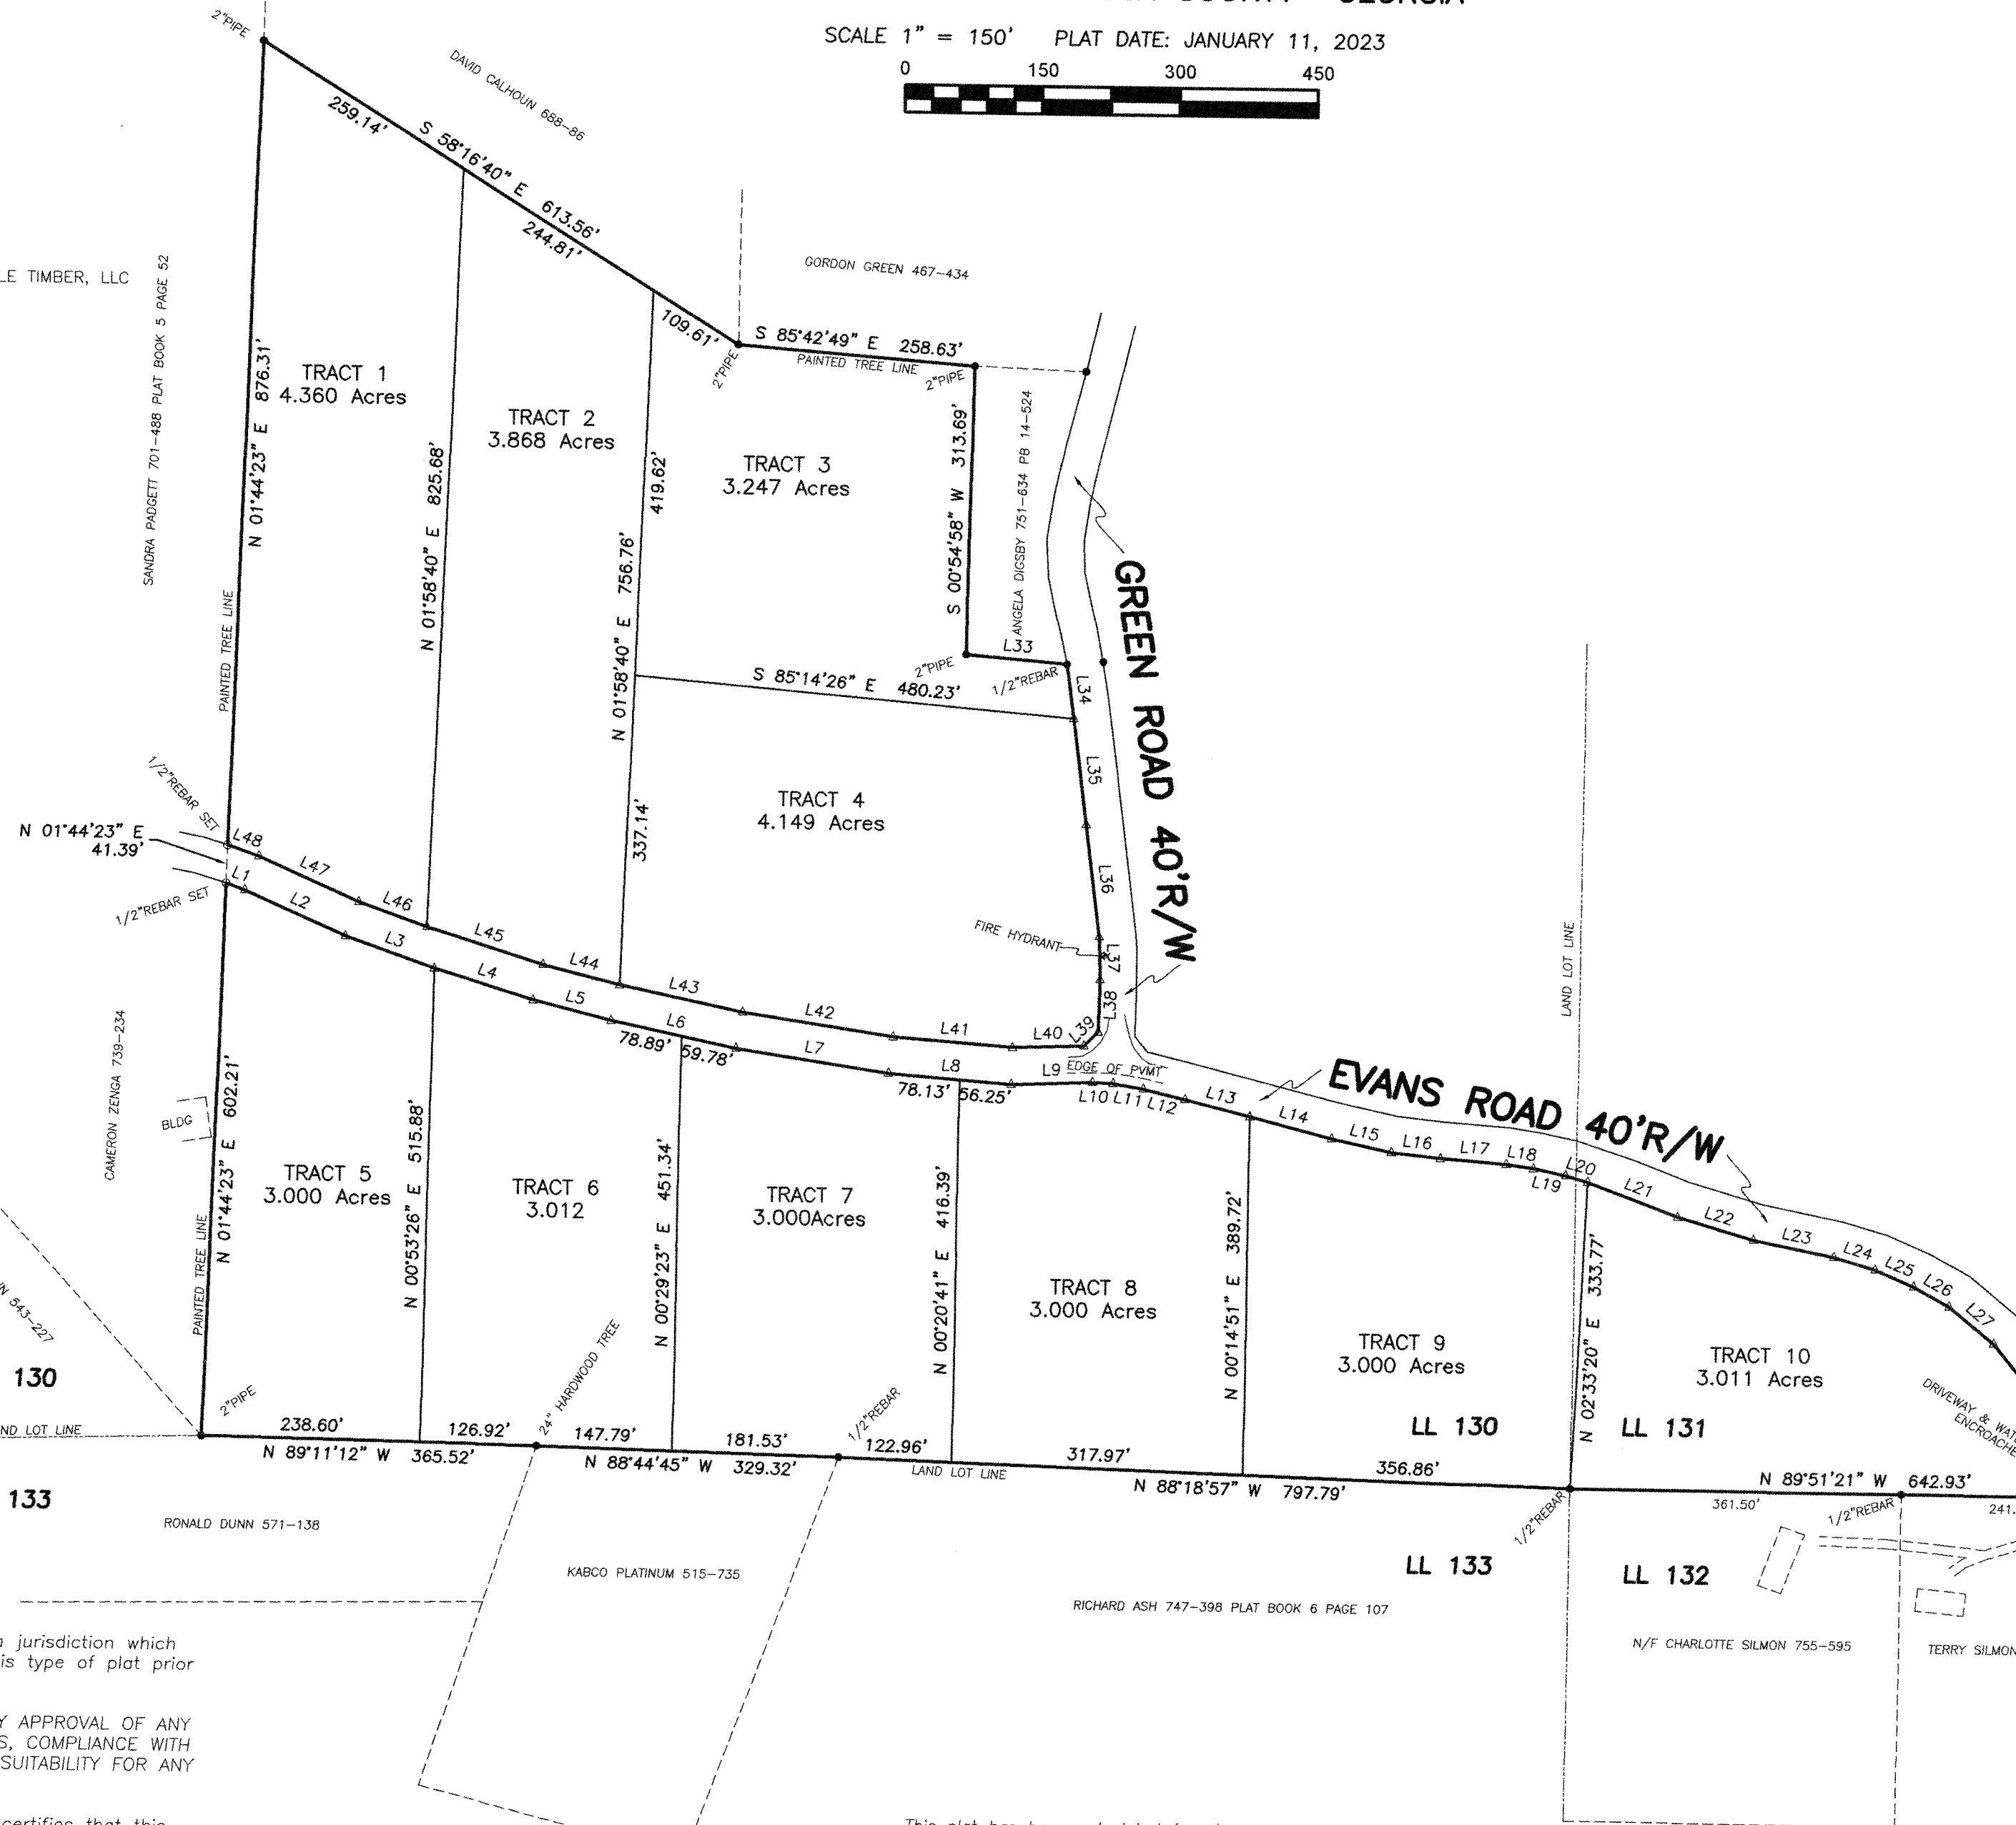 SCALE 1" = 150' PLAT DATE: JANUARY 11, 2023
0 150 300 450
2"PIPE
DAVID CALHOUN 688-86
259.14'
S 58°16'40" E 613.56'
244.81'
109.61'
GORDON GREEN 467-434
S 85°42'49" E 258.63'
PAINTED TREE LINE
2"PIPE
2"PIPE
LE TIMBER, LLC
SANDRA PADGETT 701-488 PLAT BOOK 5 PAGE 52
N 01°44'23" E 876.31'
PAINTED TREE LINE
TRACT 1
4.360 Acres
N 01°58'40" E 825.68'
TRACT 2
3.868 Acres
419.62'
N 01°58'40" E 756.76'
337.14'
TRACT 3
3.247 Acres
S 00°54'58" W 313.69'
ANGELA DIGSBY 751-634 PB 14-524
L33
2"PIPE
1/2"REBAR
S 85°14'26" E 480.23'
L34
L35
L36
L37
L38
L39
GREEN ROAD 40'R/W
TRACT 4
4.149 Acres
FIRE HYDRANT
LAND LOT LINE
1/2"REBAR SET
N 01°44'23" E
41.39'
1/2"REBAR SET
L48
L47
L46
L45
L44
L43
L42
L41
L40
L1
L2
L3
L4
L5
L6
L7
L8
L9
EDGE OF PVMT
L10
L11
L12
L13
L14
L15
L16
L17
L18
L19
L20
L21
L22
L23
L24
L25
L26
L27
78.89'
59.78'
78.13'
56.25'
EVANS ROAD 40'R/W
CAMERON ZENGA 739-234
BLDG
N 01°44'23" E 602.21'
PAINTED TREE LINE
TRACT 5
3.000 Acres
N 00°53'26" E 515.88'
TRACT 6
3.012
N 00°29'23" E 451.34'
TRACT 7
3.000Acres
N 00°20'41" E 416.39'
TRACT 8
3.000 Acres
N 00°14'51" E 389.72'
TRACT 9
3.000 Acres
N 02°33'20" E 333.77'
TRACT 10
3.011 Acres
DRIVEWAY &
543-227
130
2"PIPE
24" HARDWOOD TREE
1/2"REBAR
LL 130
LL 131
LOT LINE
238.60'
126.92'
147.79'
181.53'
122.96'
317.97'
356.86'
N 89°11'12" W 365.52'
N 88°44'45" W 329.32'
LAND LOT LINE
N 88°18'57" W 797.79'
N 89°51'21" W 642.93'
361.50'
241.
1/2"REBAR
1/2"REBAR
133
RONALD DUNN 571-138
KABCO PLATINUM 515-735
RICHARD ASH 747-398 PLAT BOOK 6 PAGE 107
LL 133
LL 132
N/F CHARLOTTE SILMON 755-595
TERRY SILMON
jurisdiction which
is type of plat prior
APPROVAL OF ANY
COMPLIANCE WITH
SUITABILITY FOR ANY